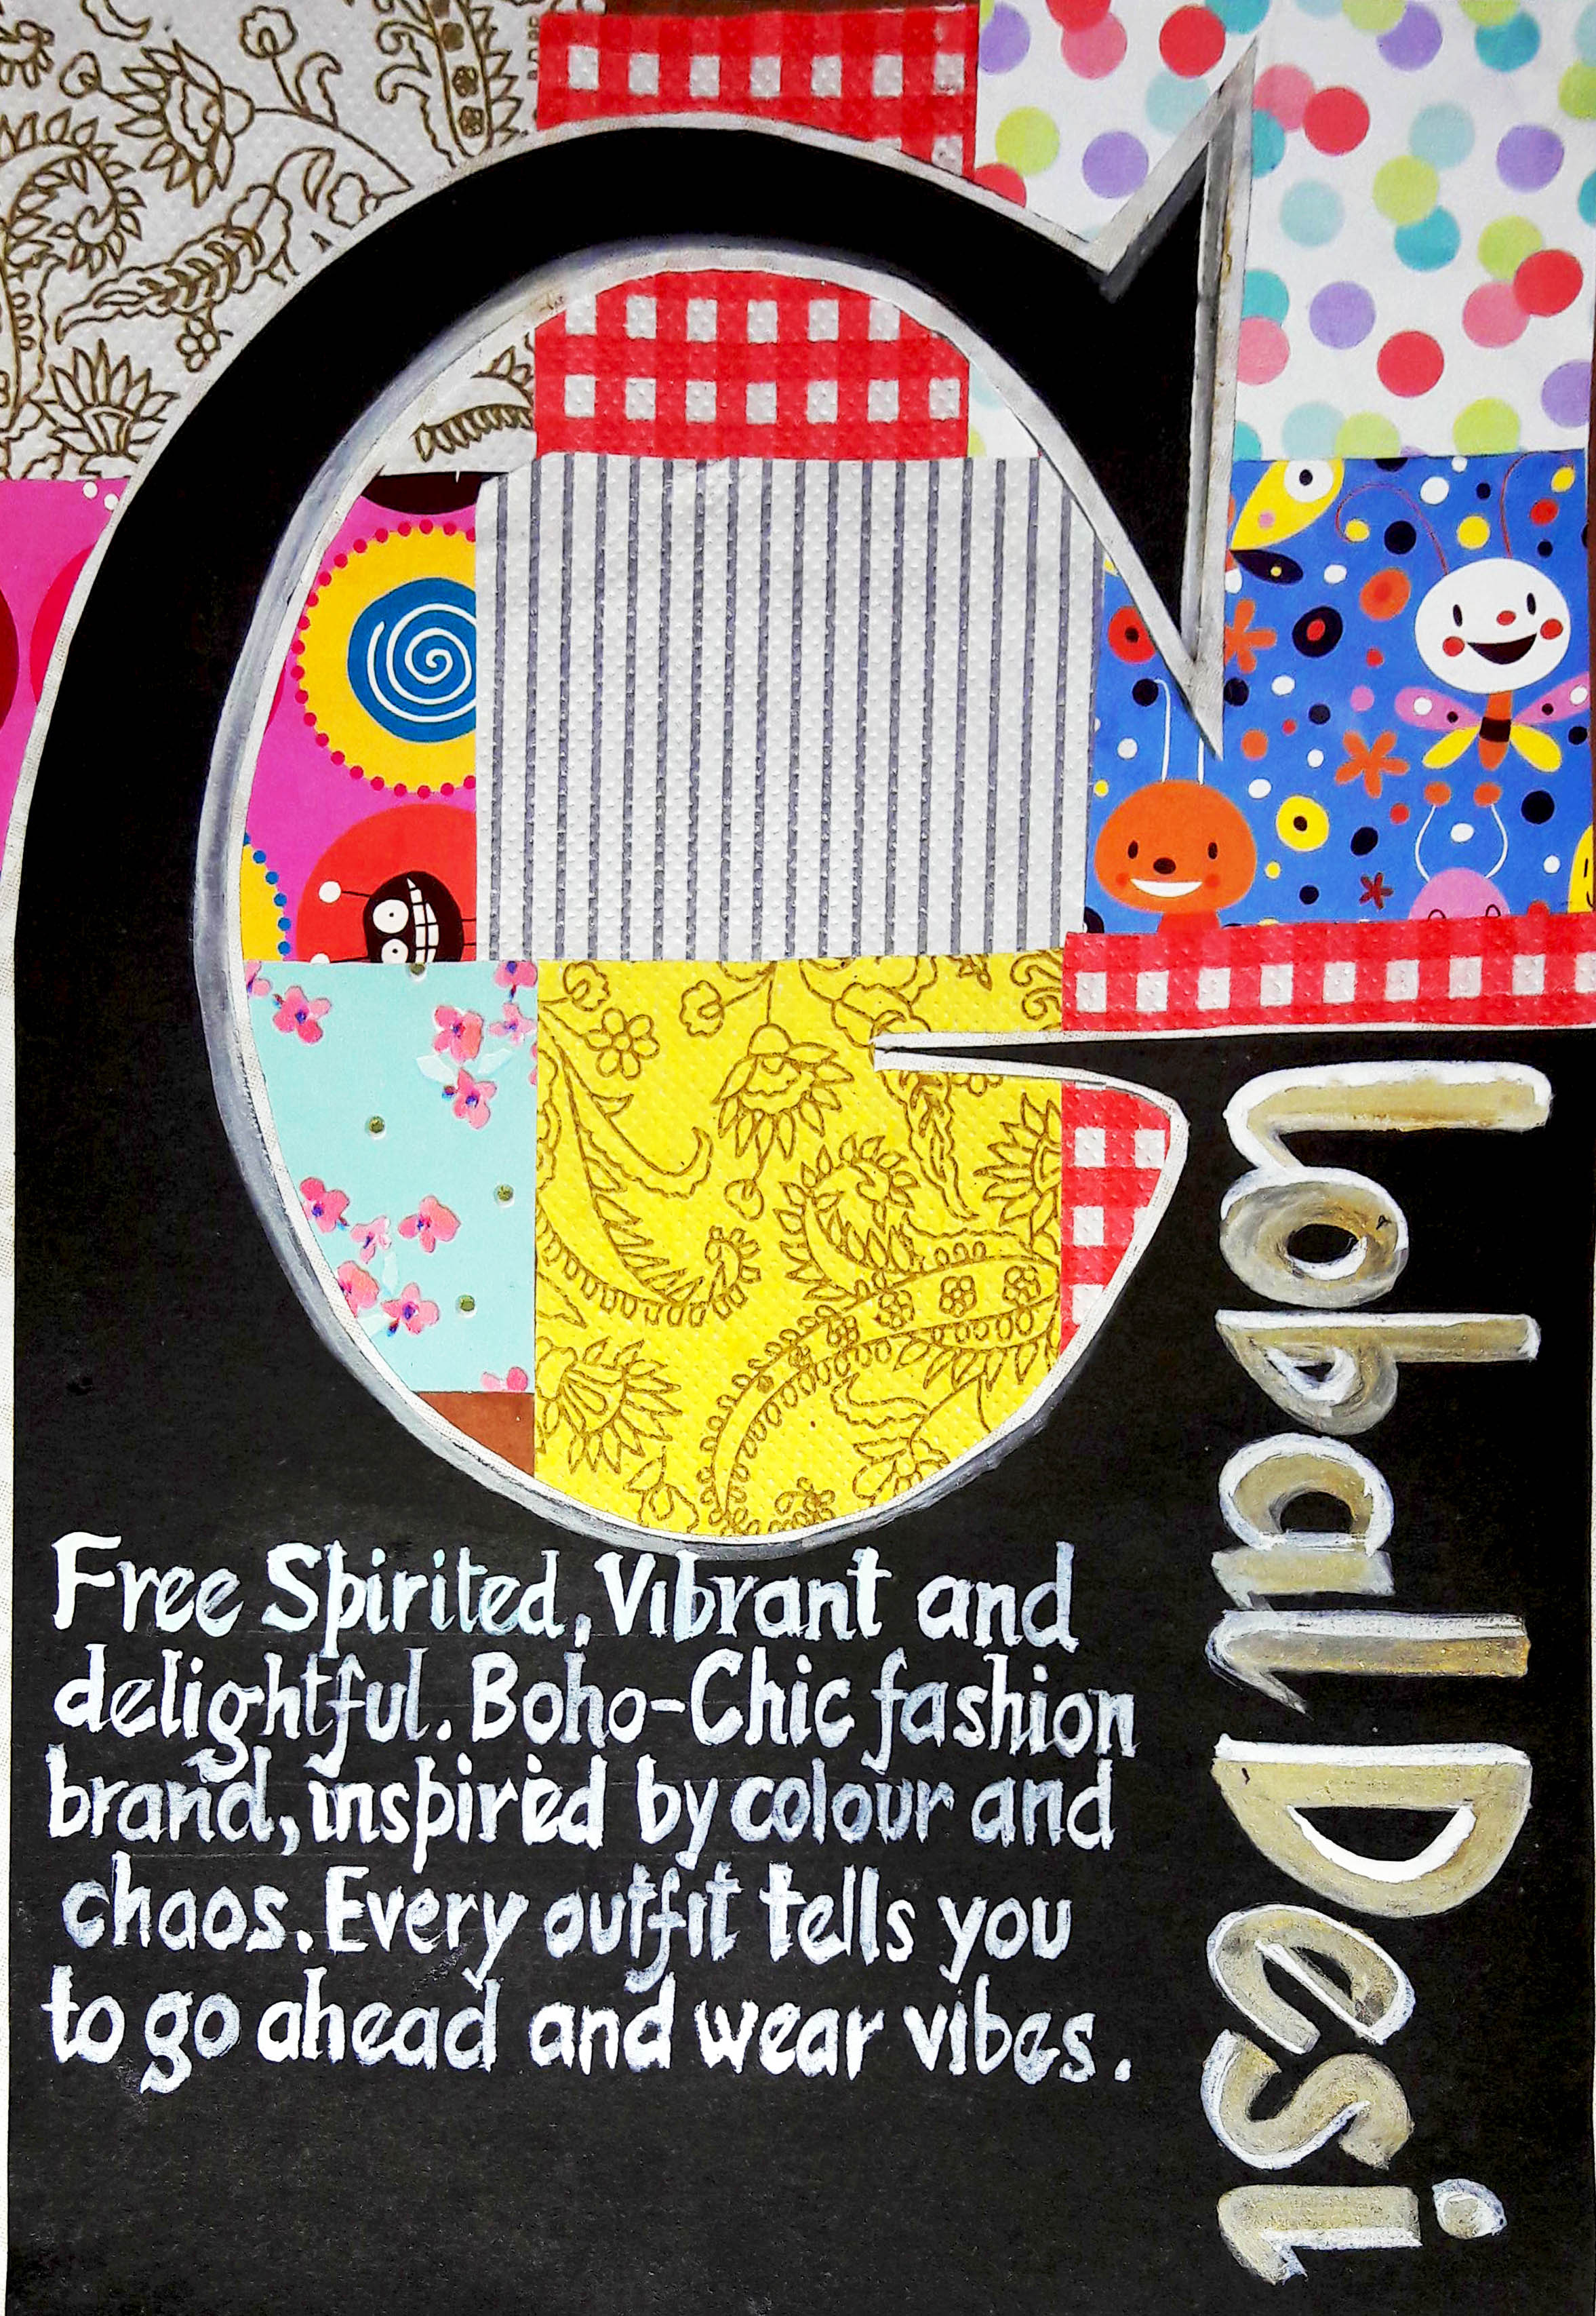 Global Desi
Free Spirited, Vibrant and
delightful. Boho-Chic fashion
brand, inspired by colour and
chaos. Every outfit tells you
to go ahead and wear vibes.